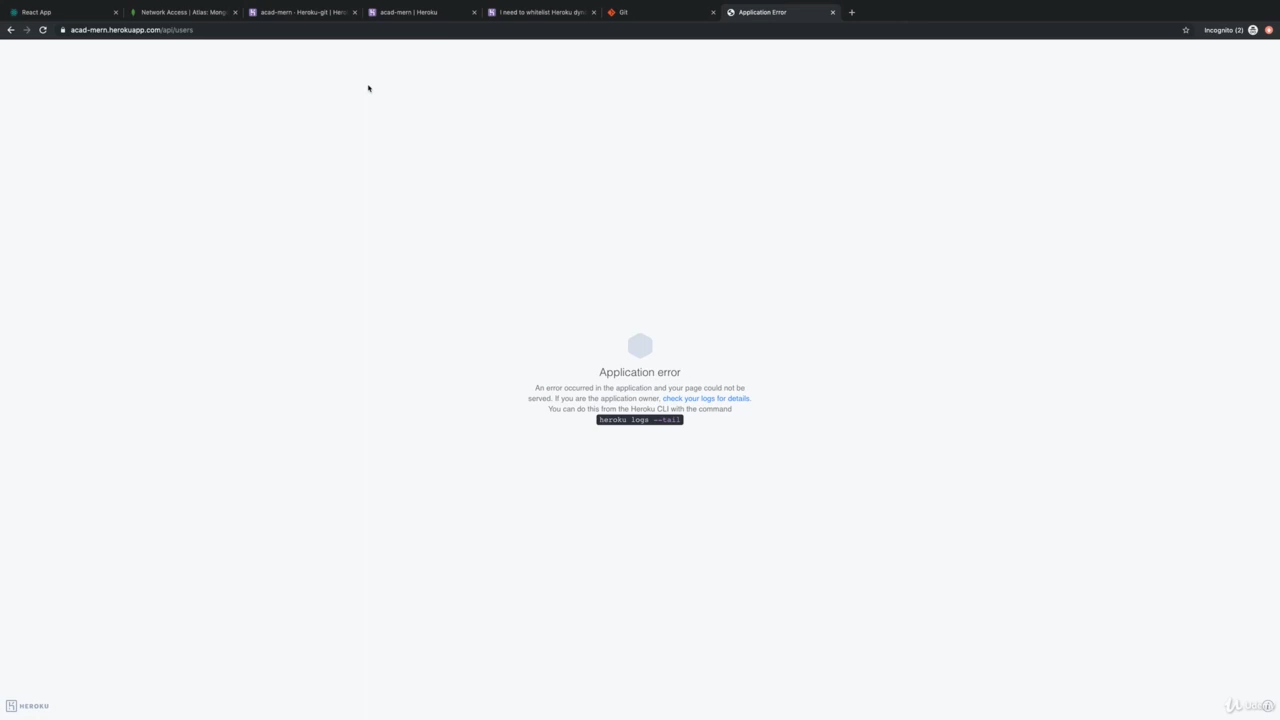 React App
Network Access | Atlas: Mong
acad-mern · Heroku-git | Hero
acad-mern | Heroku
I need to whitelist Heroku dyn
Git
Application Error
acad-mern.herokuapp.com/api/users
Incognito (2)
Application error
An error occurred in the application and your page could not be
served. If you are the application owner, check your logs for details.
You can do this from the Heroku CLI with the command
heroku logs --tail
HEROKU